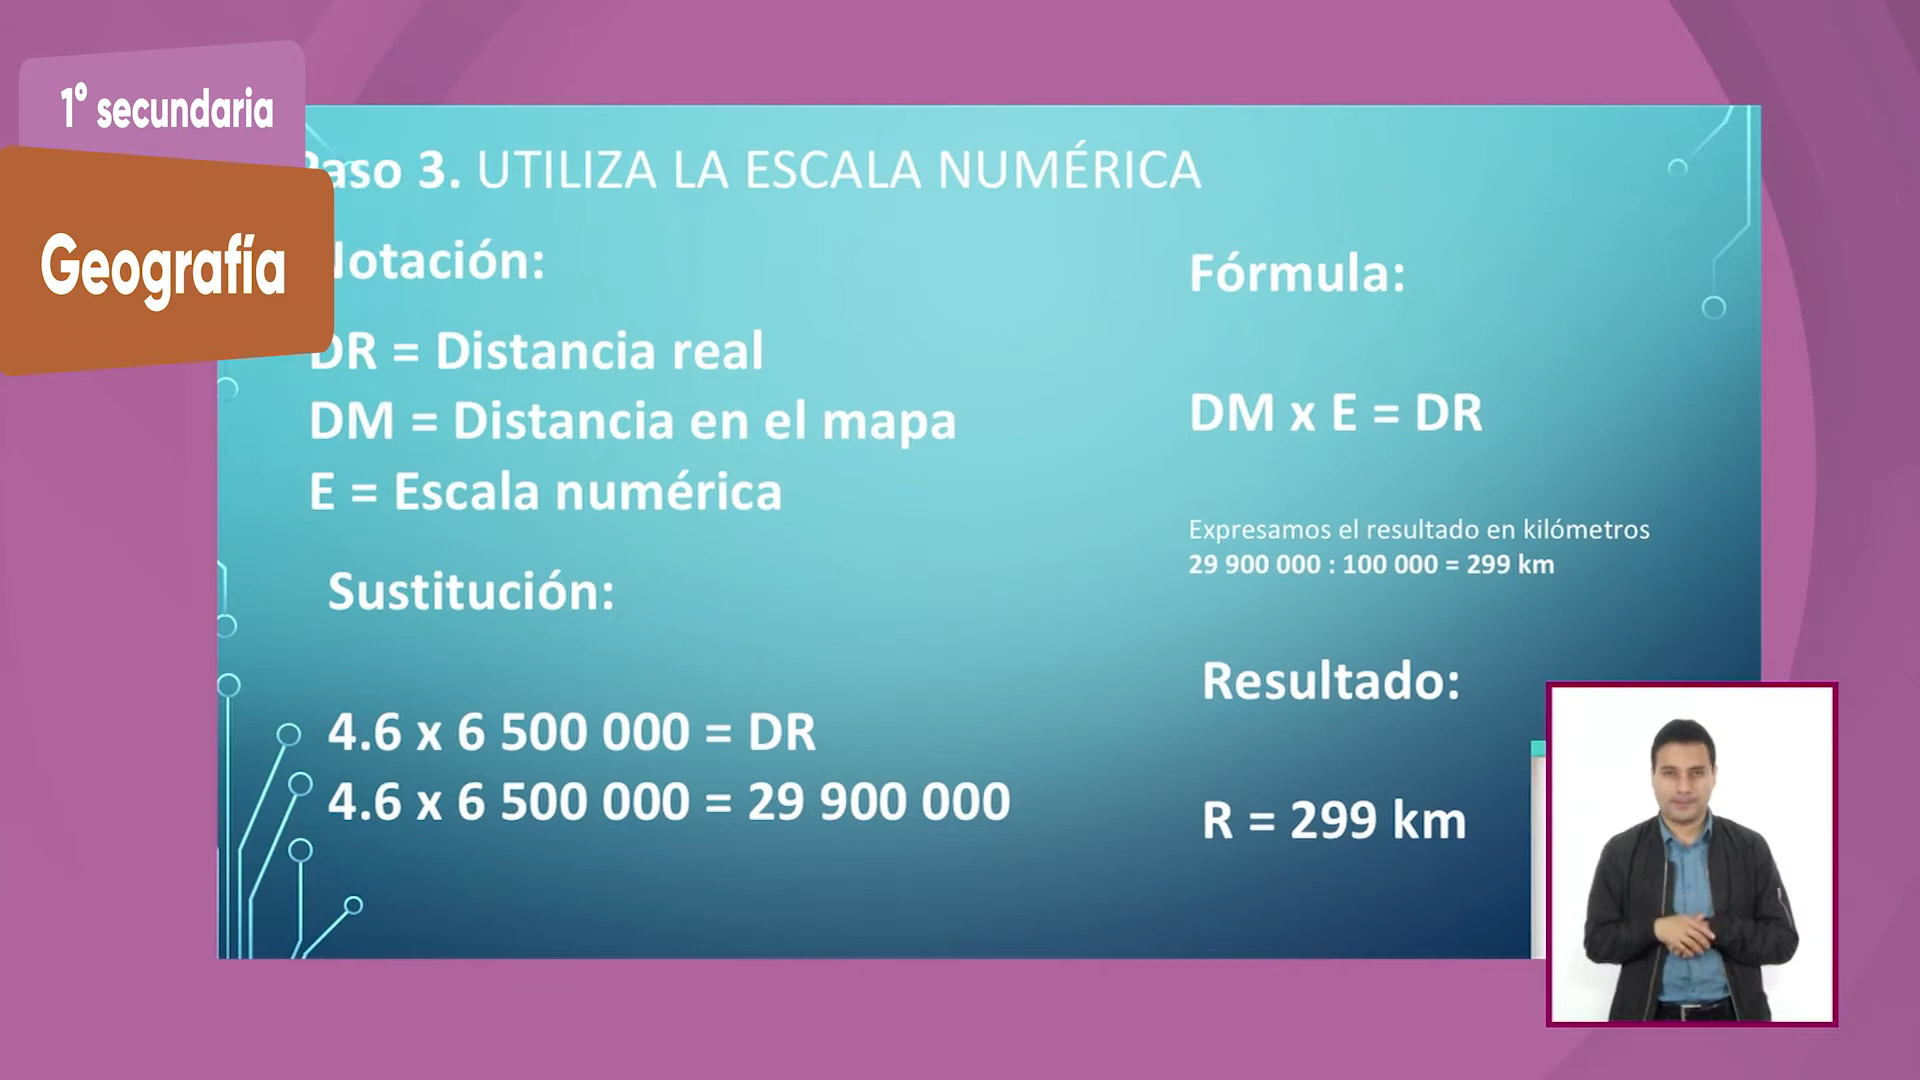 1° secundaria
Geografía
Paso 3. UTILIZA LA ESCALA NUMÉRICA
Notación:
DR = Distancia real
DM = Distancia en el mapa
E = Escala numérica
Sustitución:
4.6 x 6 500 000 = DR
4.6 x 6 500 000 = 29 900 000
Fórmula:
DM x E = DR
Expresamos el resultado en kilómetros
29 900 000 : 100 000 = 299 km
Resultado:
R = 299 km